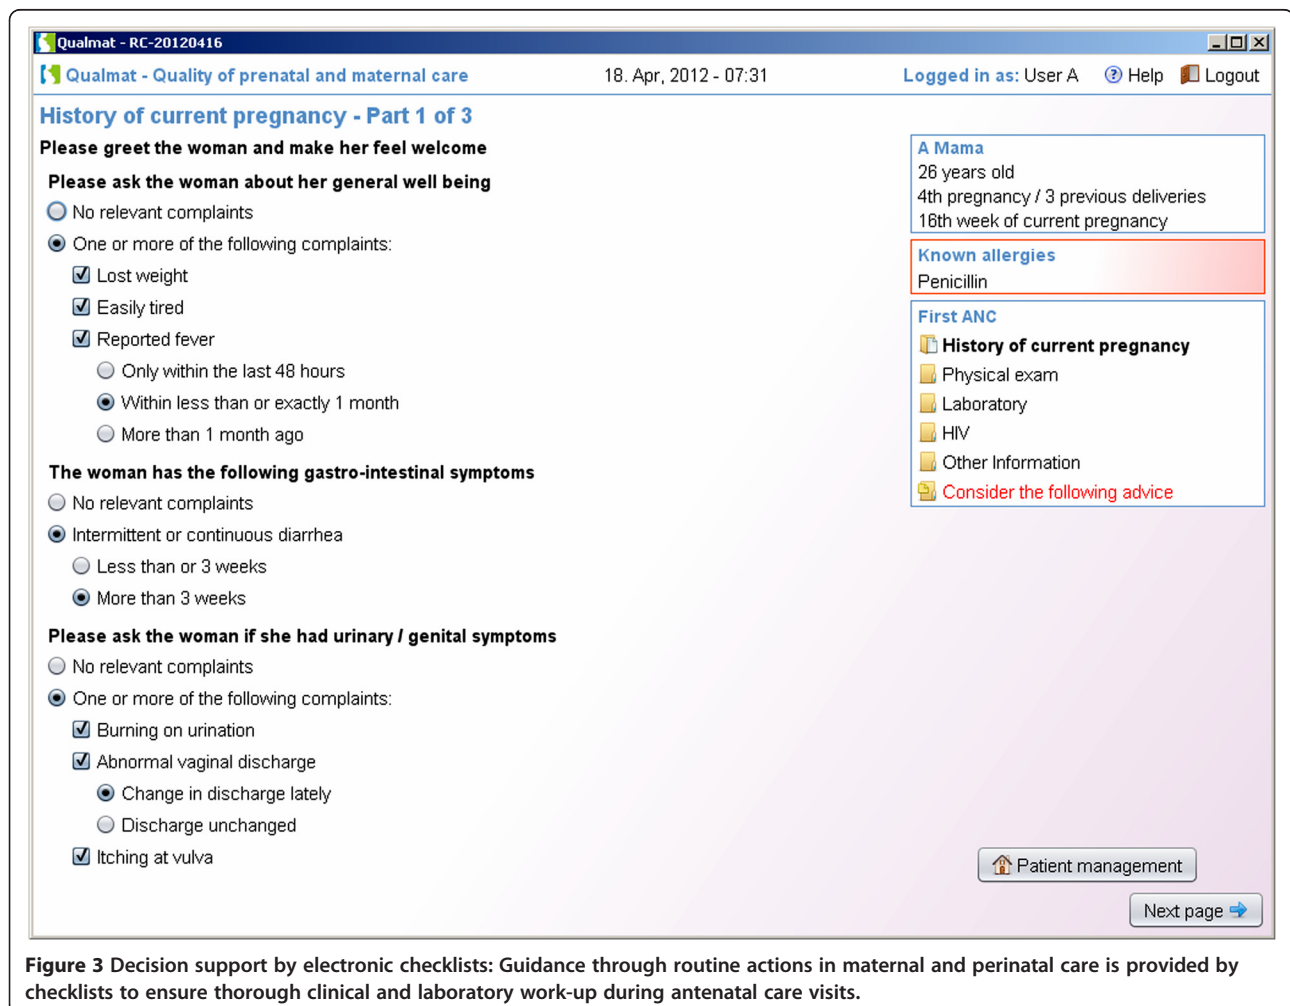 Qualmat - RC-20120416
Qualmat - Quality of prenatal and maternal care
18. Apr, 2012 - 07:31
Logged in as: User A
Help
Logout
History of current pregnancy - Part 1 of 3
Please greet the woman and make her feel welcome
Please ask the woman about her general well being
No relevant complaints
One or more of the following complaints:
Lost weight
Easily tired
Reported fever
Only within the last 48 hours
Within less than or exactly 1 month
More than 1 month ago
The woman has the following gastro-intestinal symptoms
No relevant complaints
Intermittent or continuous diarrhea
Less than or 3 weeks
More than 3 weeks
Please ask the woman if she had urinary / genital symptoms
No relevant complaints
One or more of the following complaints:
Burning on urination
Abnormal vaginal discharge
Change in discharge lately
Discharge unchanged
Itching at vulva
A Mama
26 years old
4th pregnancy / 3 previous deliveries
16th week of current pregnancy
Known allergies
Penicillin
First ANC
History of current pregnancy
Physical exam
Laboratory
HIV
Other Information
Consider the following advice
Patient management
Next page
Figure 3 Decision support by electronic checklists: Guidance through routine actions in maternal and perinatal care is provided by
checklists to ensure thorough clinical and laboratory work-up during antenatal care visits.